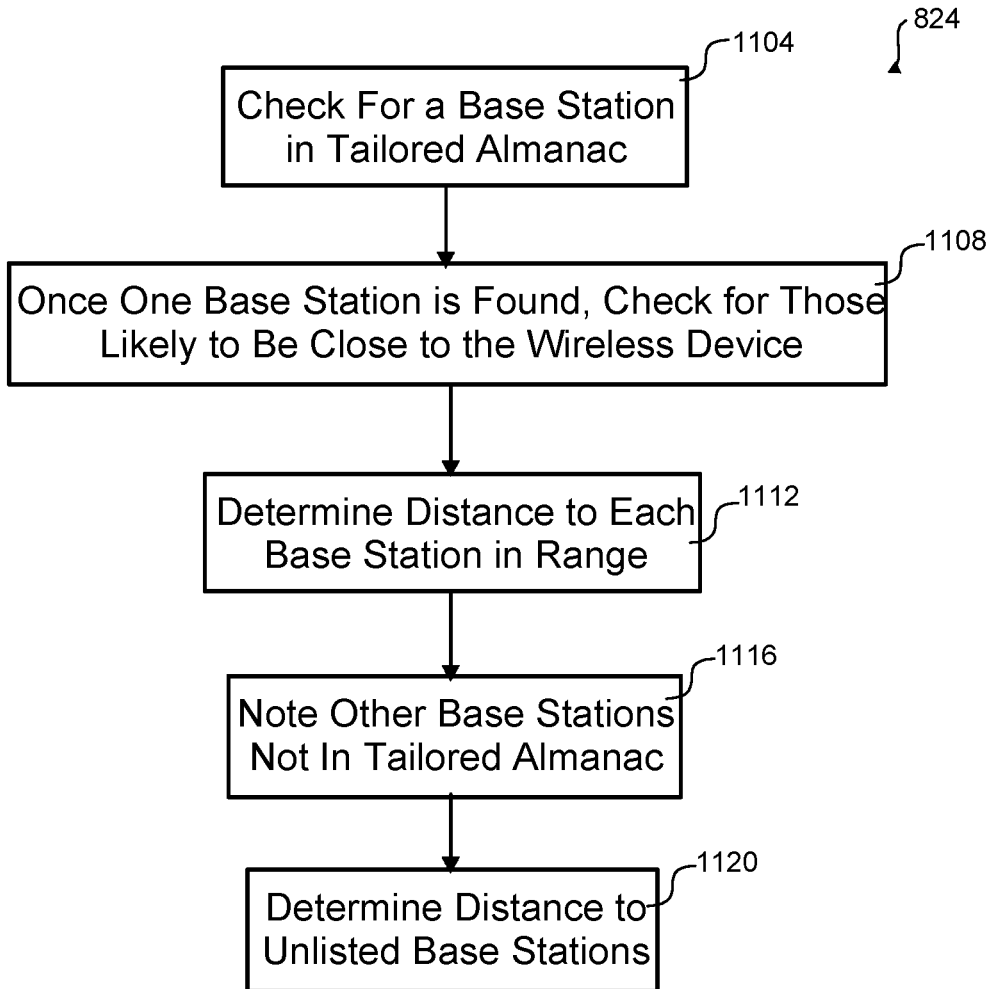 824
1104
Check For a Base Station
in Tailored Almanac
1108
Once One Base Station is Found, Check for Those
Likely to Be Close to the Wireless Device
1112
Determine Distance to Each
Base Station in Range
1116
Note Other Base Stations
Not In Tailored Almanac
1120
Determine Distance to
Unlisted Base Stations